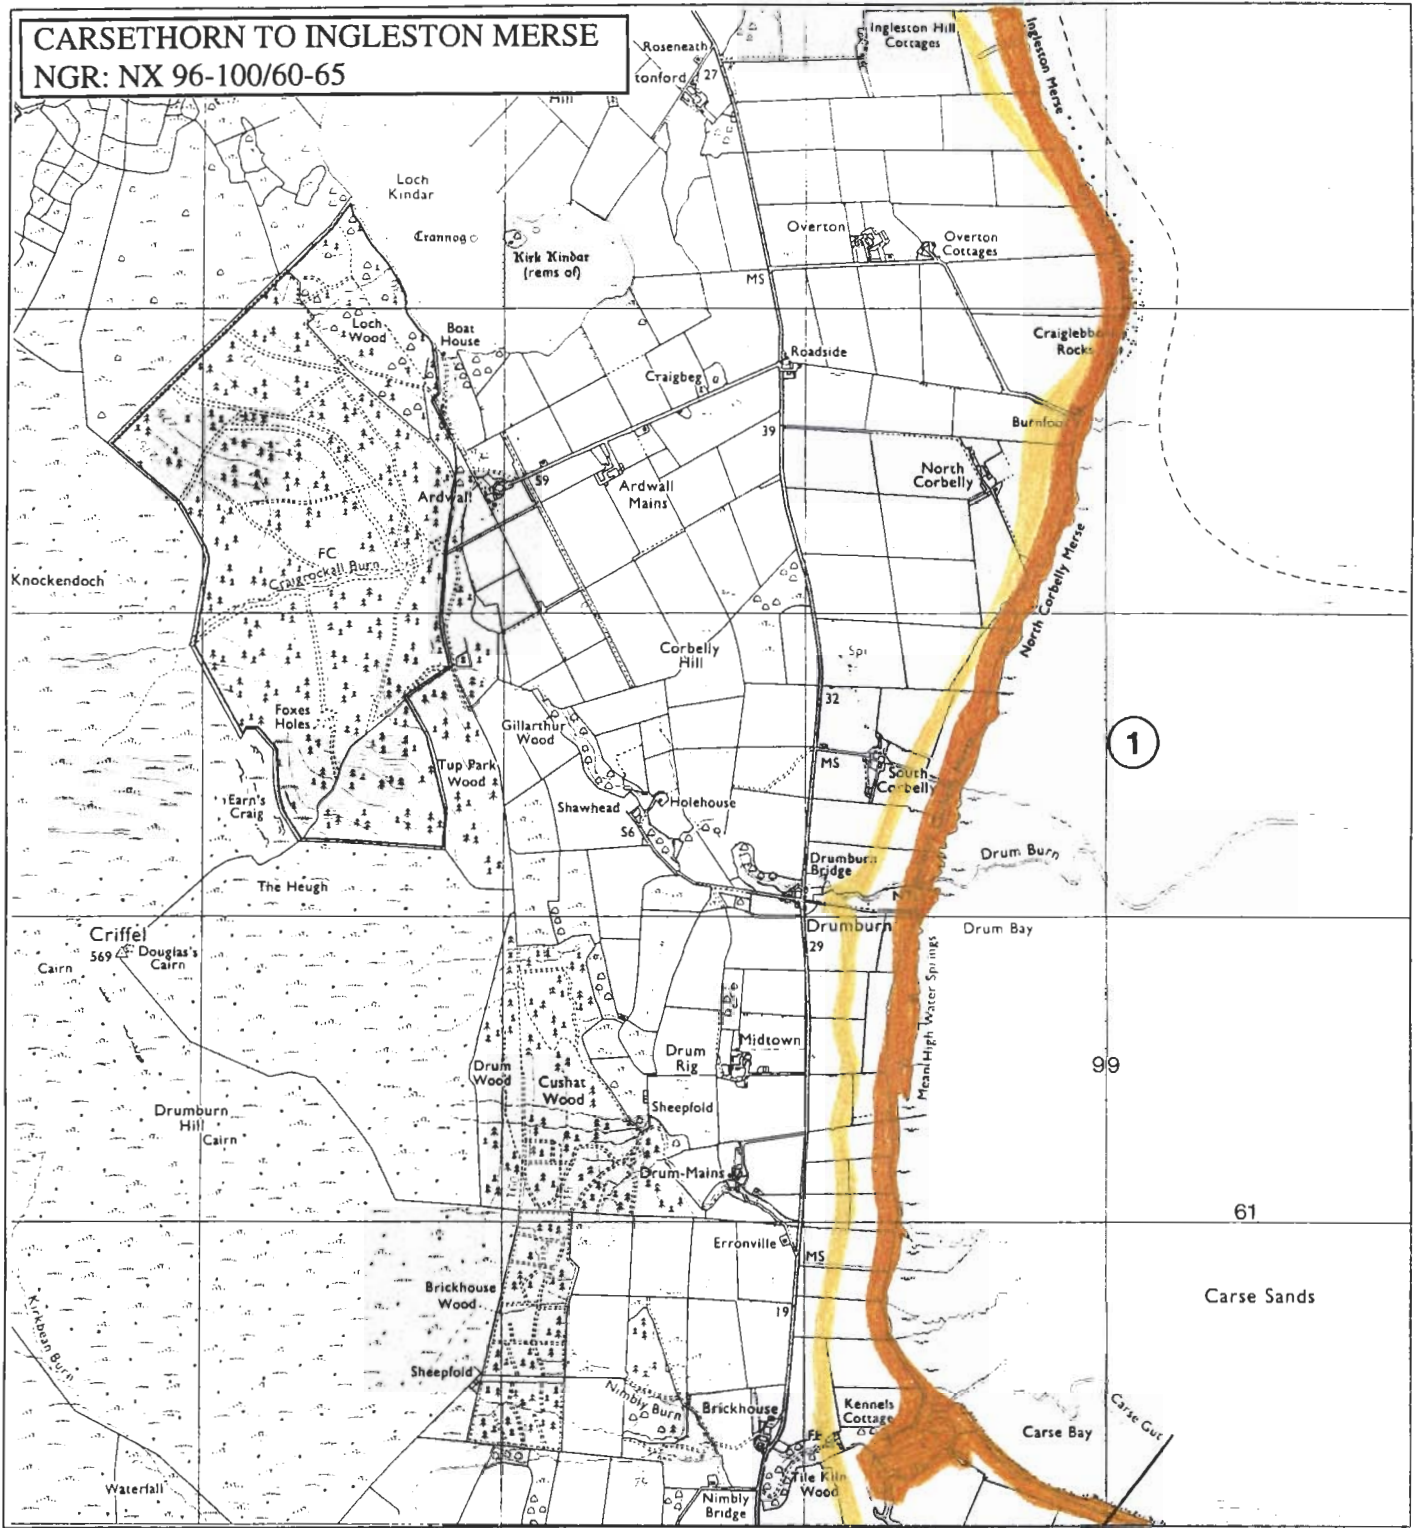 CARSETHORN TO INGLESTON MERSE
NGR: NX 96-100/60-65
Roseneath
tonford
27
Hill
Ingleston Hill
Cottages
Ingleston Merse
Loch
Kindar
Crannog
Kirk Kindar
(rems of)
Overton
Overton
Cottages
MS
Loch
Wood
Boat
House
Craigbeg
Roadside
Craiglebbo
Rocks
39
Burnfoot
North
Corbelly
Ardwall
59
Ardwall
Mains
FC
Craigrockall Burn
Knockendoch
North Corbelly Merse
Corbelly
Hill
Spr
32
Foxes
Holes
Gillarthur
Wood
Tup Park
Wood
MS
South
Corbelly
1
Earn's
Craig
Shawhead
Holehouse
56
Drumburn
Bridge
Drum Burn
The Heugh
Criffel
569
Douglas's
Cairn
Cairn
Drumburn
29
Drum Bay
Mean High Water Springs
Drum
Wood
Cushat
Wood
Drum
Rig
Midtown
99
Sheepfold
Drumburn
Hill
Cairn
Drum-Mains
61
Erronville
MS
Brickhouse
Wood
19
Carse Sands
Kirkbean Burn
Sheepfold
Nimbly Burn
Brickhouse
Kennels
Cottage
Carse Bay
Carse Gut
Tile Kiln
Wood
Waterfall
Nimbly
Bridge